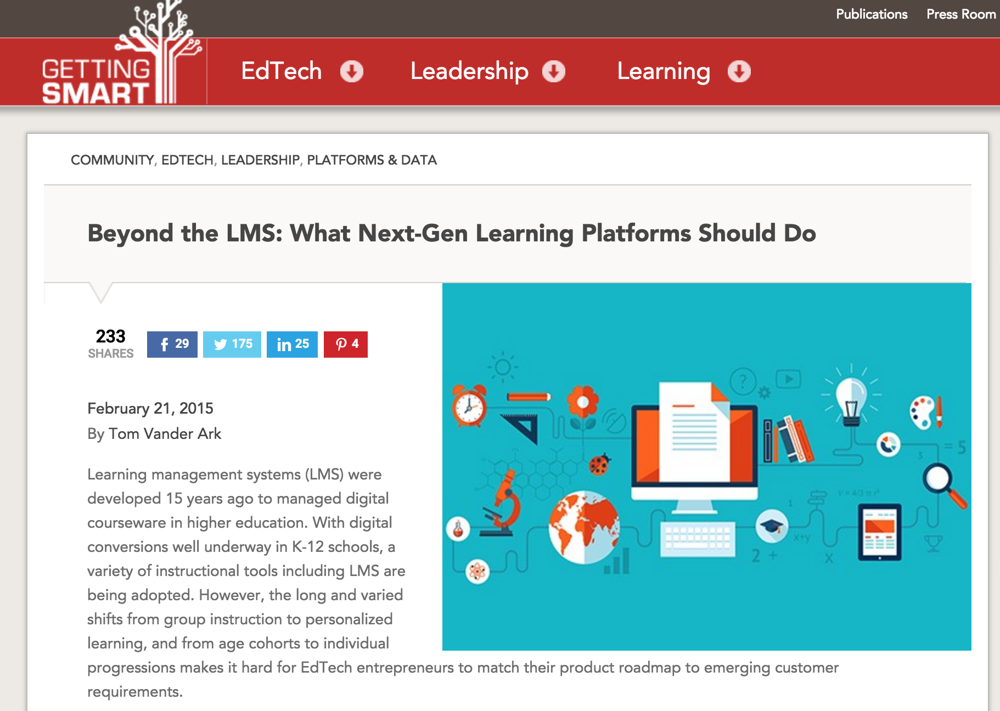 Publications Press Room
GETTING
SMART
EdTech Leadership Learning
COMMUNITY, EDTECH, LEADERSHIP, PLATFORMS & DATA
Beyond the LMS: What Next-Gen Learning Platforms Should Do
233
SHARES
f 29
175
in 25
4
February 21, 2015
By Tom Vander Ark
Learning management systems (LMS) were
developed 15 years ago to managed digital
courseware in higher education. With digital
conversions well underway in K-12 schools, a
variety of instructional tools including LMS are
being adopted. However, the long and varied
shifts from group instruction to personalized
learning, and from age cohorts to individual
progressions makes it hard for EdTech entrepreneurs to match their product roadmap to emerging customer
requirements.
?
= 5
3
V = 4/3 π r³
1
x+y
2 +
X